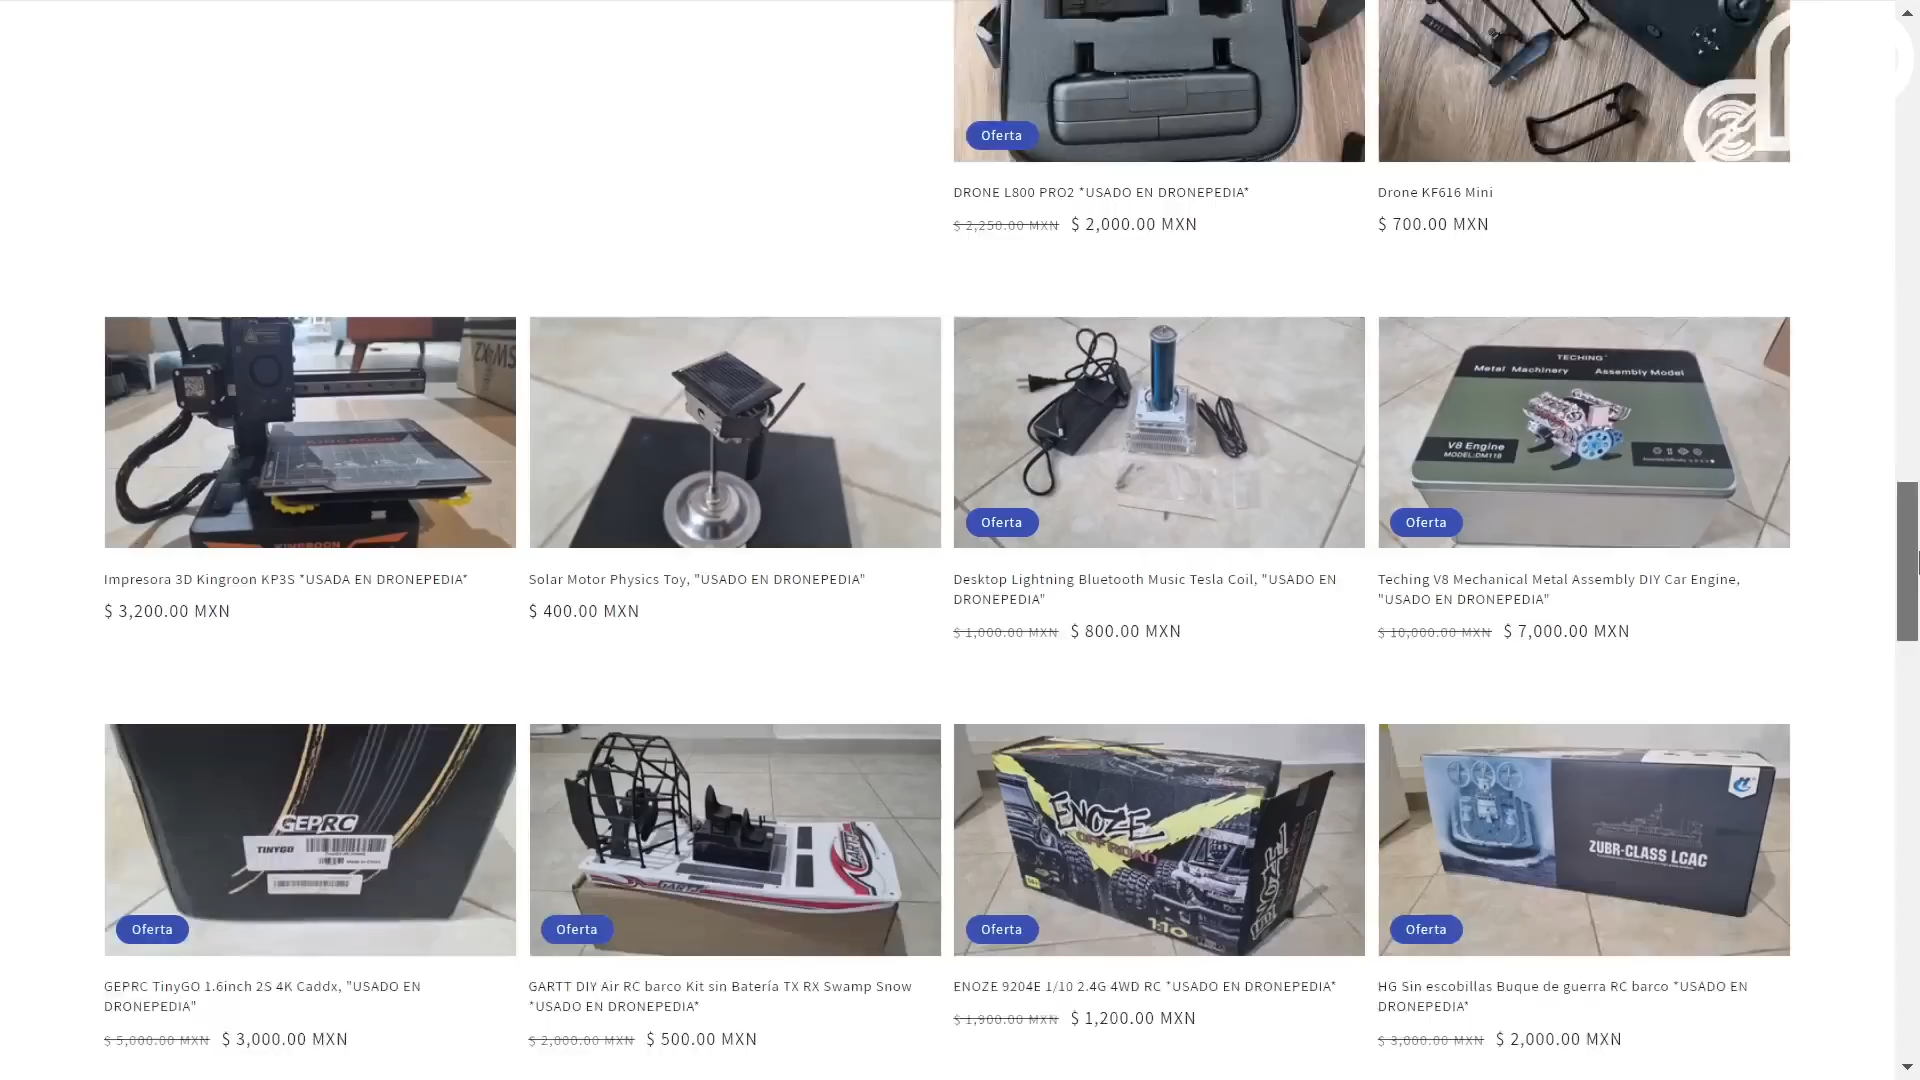 Oferta
DRONE L800 PRO2 *USADO EN DRONEPEDIA*
$ 2,250.00 MXN $ 2,000.00 MXN
Drone KF616 Mini
$ 700.00 MXN
KINGROON
KINGROON
Impresora 3D Kingroon KP3S *USADA EN DRONEPEDIA*
$ 3,200.00 MXN
Solar Motor Physics Toy, "USADO EN DRONEPEDIA"
$ 400.00 MXN
Oferta
Desktop Lightning Bluetooth Music Tesla Coil, "USADO EN
DRONEPEDIA"
$ 1,000.00 MXN $ 800.00 MXN
TECHING
Metal Machinery Assembly Model
V8 Engine
MODEL:DM118
Oferta
Teching V8 Mechanical Metal Assembly DIY Car Engine,
"USADO EN DRONEPEDIA"
$ 10,000.00 MXN $ 7,000.00 MXN
GEPRC
TINYGO
Oferta
GEPRC TinyGO 1.6inch 2S 4K Caddx, "USADO EN
DRONEPEDIA"
$ 5,000.00 MXN $ 3,000.00 MXN
GARTT
GARTT
Oferta
GARTT DIY Air RC barco Kit sin Batería TX RX Swamp Snow
*USADO EN DRONEPEDIA*
$ 2,000.00 MXN $ 500.00 MXN
ENOZE
OFF ROAD
ENOZE
1:10
Oferta
ENOZE 9204E 1/10 2.4G 4WD RC *USADO EN DRONEPEDIA*
$ 1,900.00 MXN $ 1,200.00 MXN
ZUBR-CLASS LCAC
Oferta
HG Sin escobillas Buque de guerra RC barco *USADO EN
DRONEPEDIA*
$ 3,000.00 MXN $ 2,000.00 MXN